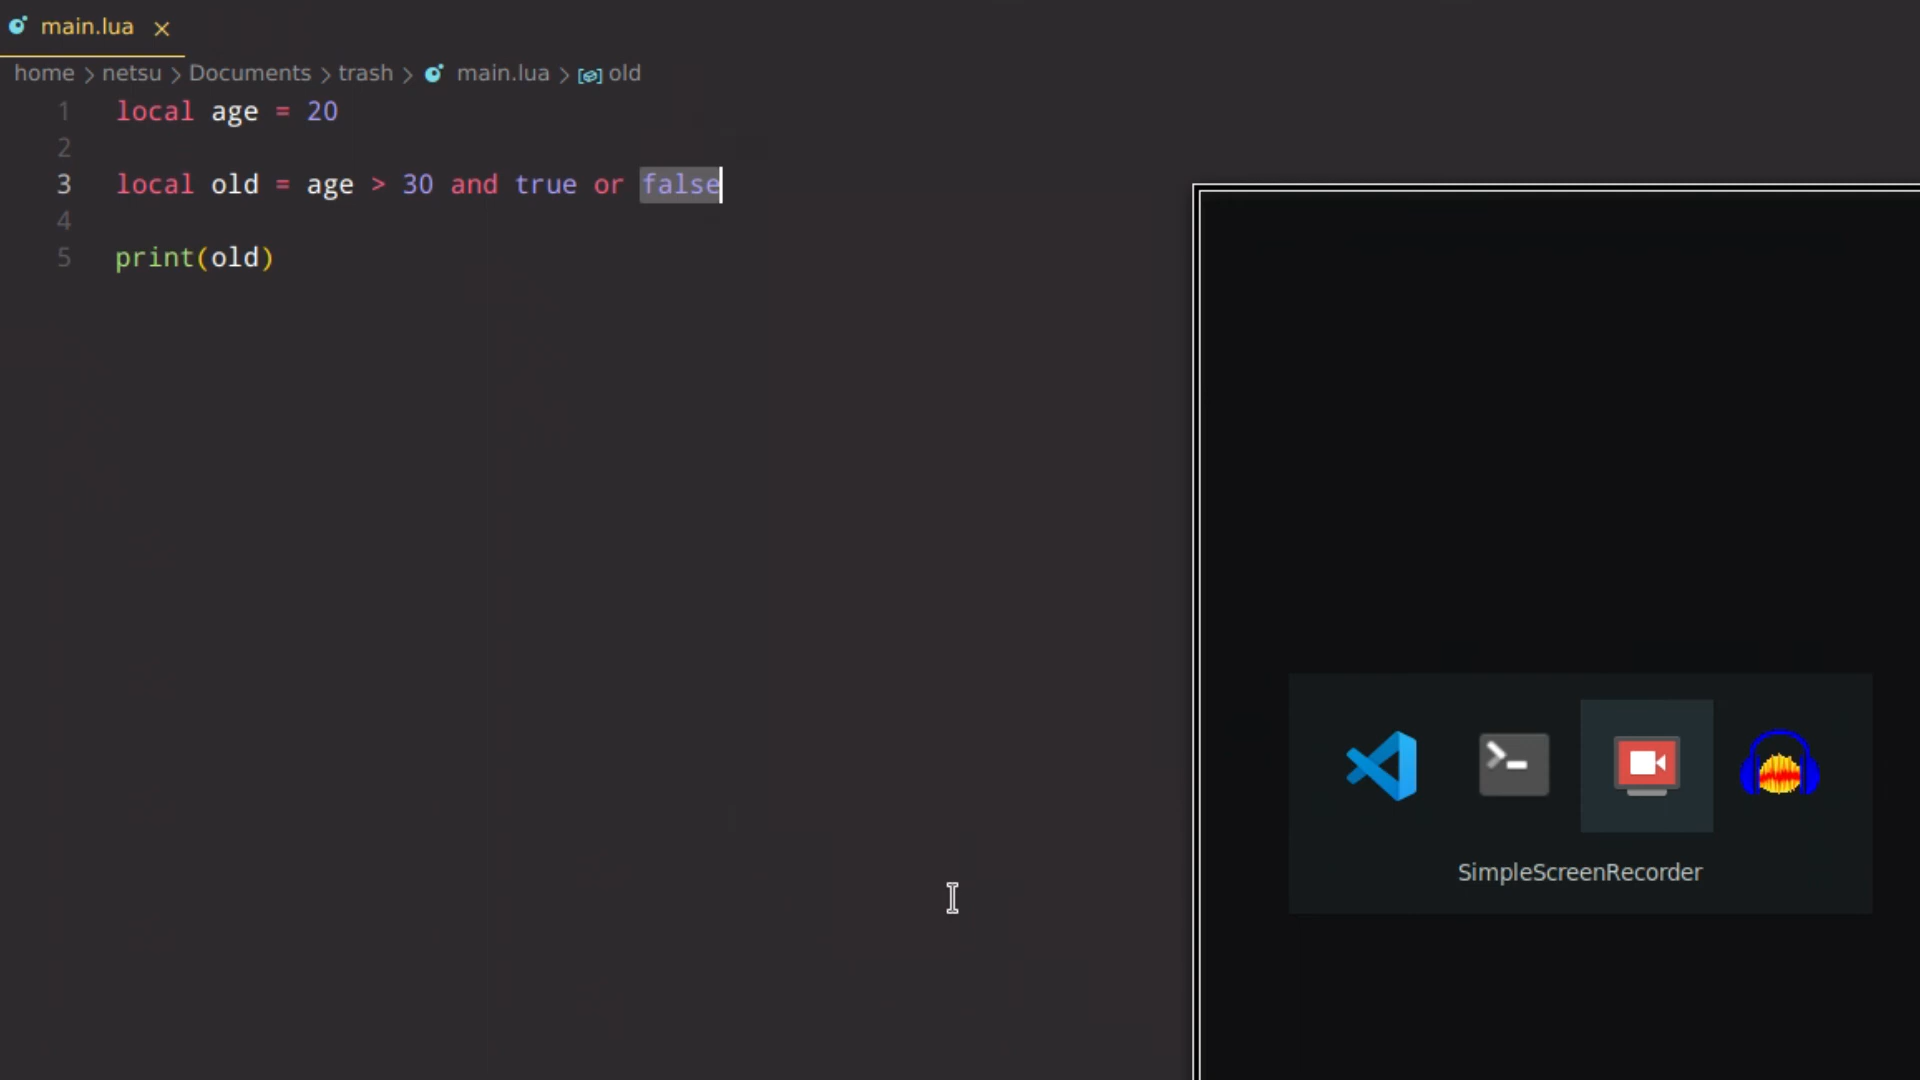 main.lua
home > netsu > Documents > trash > main.lua > old
1 local age = 20
2
3 local old = age > 30 and true or false
4
5 print(old)
SimpleScreenRecorder